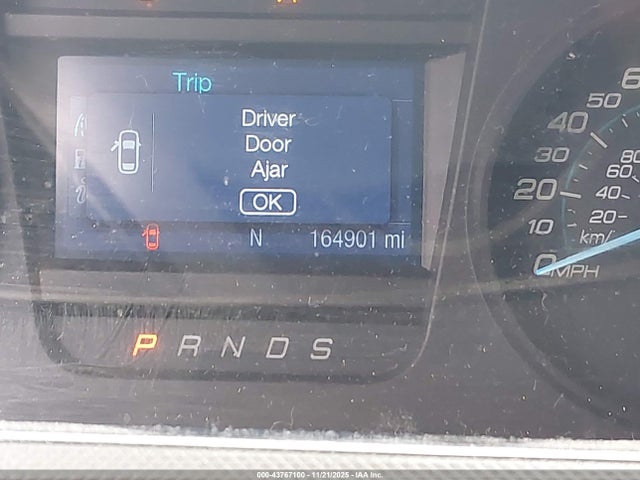 Trip
Driver
Door
Ajar
OK
N 164901 mi
P R N D S
6
50
40
30
20
10
0 MPH
80
60
40
20
km/
000-43767100 - 11/21/2025 - IAA Inc.